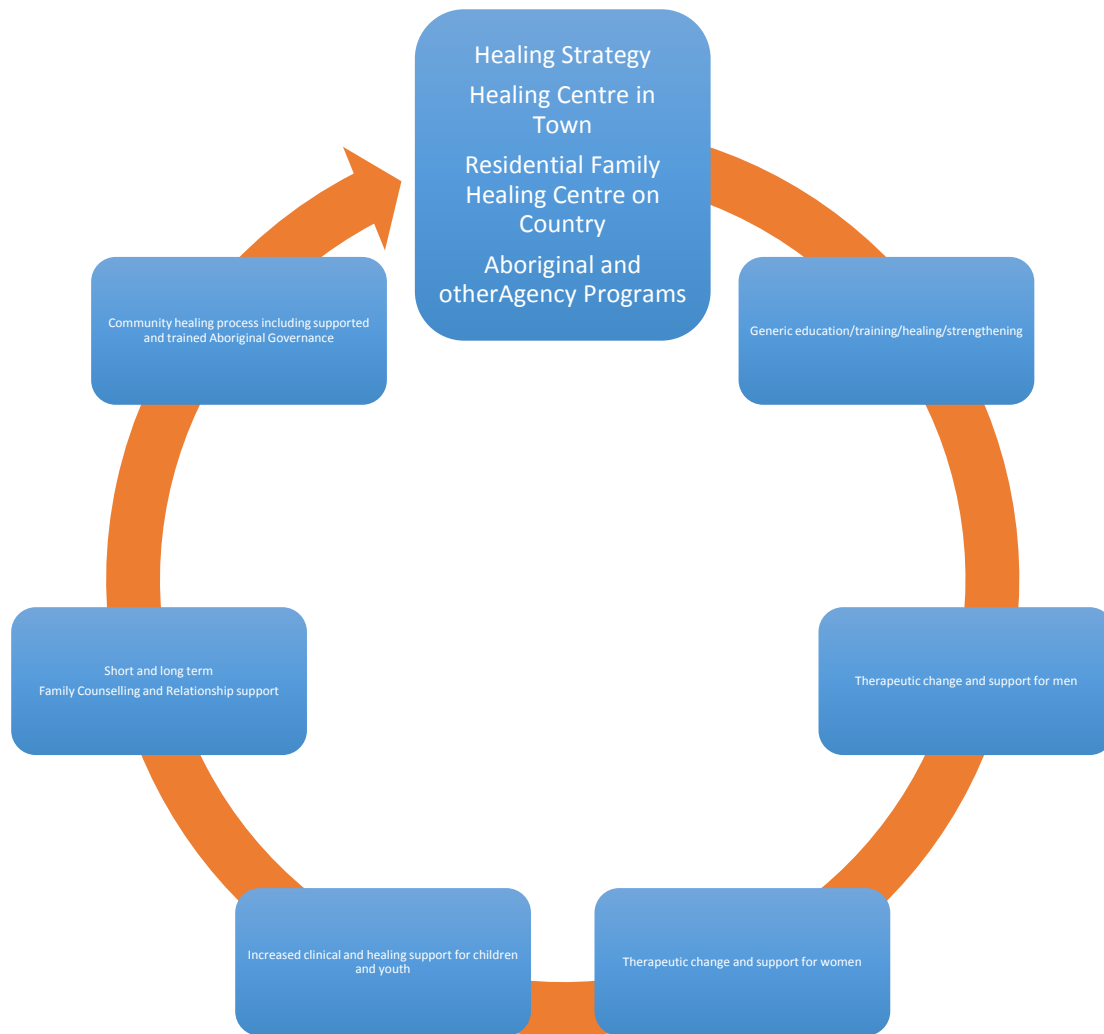 Healing Strategy
Healing Centre in
Town
Residential Family
Healing Centre on
Country
Aboriginal and
otherAgency Programs
Generic education/training/healing/strengthening
Therapeutic change and support for men
Therapeutic change and support for women
Increased clinical and healing support for children
and youth
Short and long term
Family Counselling and Relationship support
Community healing process including supported
and trained Aboriginal Governance